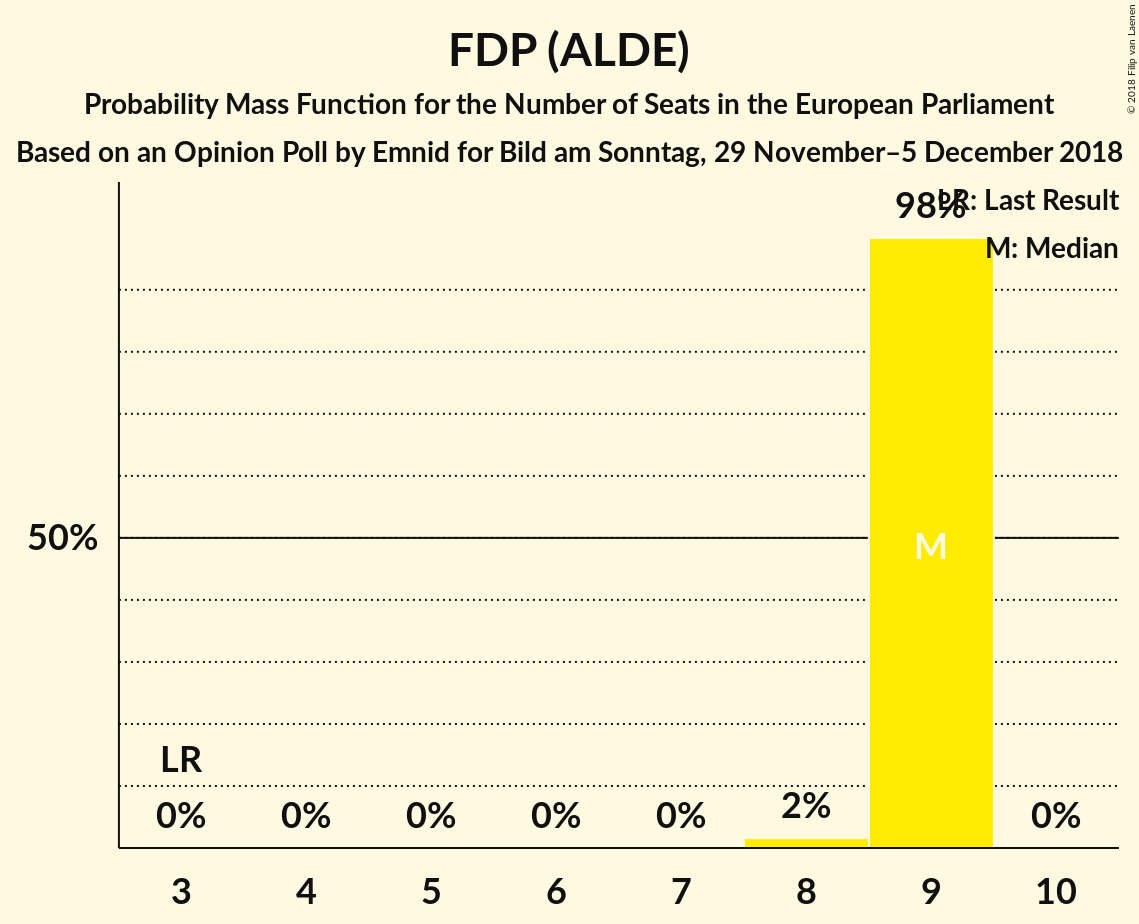 FDP (ALDE)
Probability Mass Function for the Number of Seats in the European Parliament
Based on an Opinion Poll by Emnid for Bild am Sonntag, 29 November–5 December 2018
© 2018 Filip van Laenen
98%
LR: Last Result
M: Median
50%
M
LR
0%
0%
0%
0%
0%
2%
0%
3
4
5
6
7
8
9
10